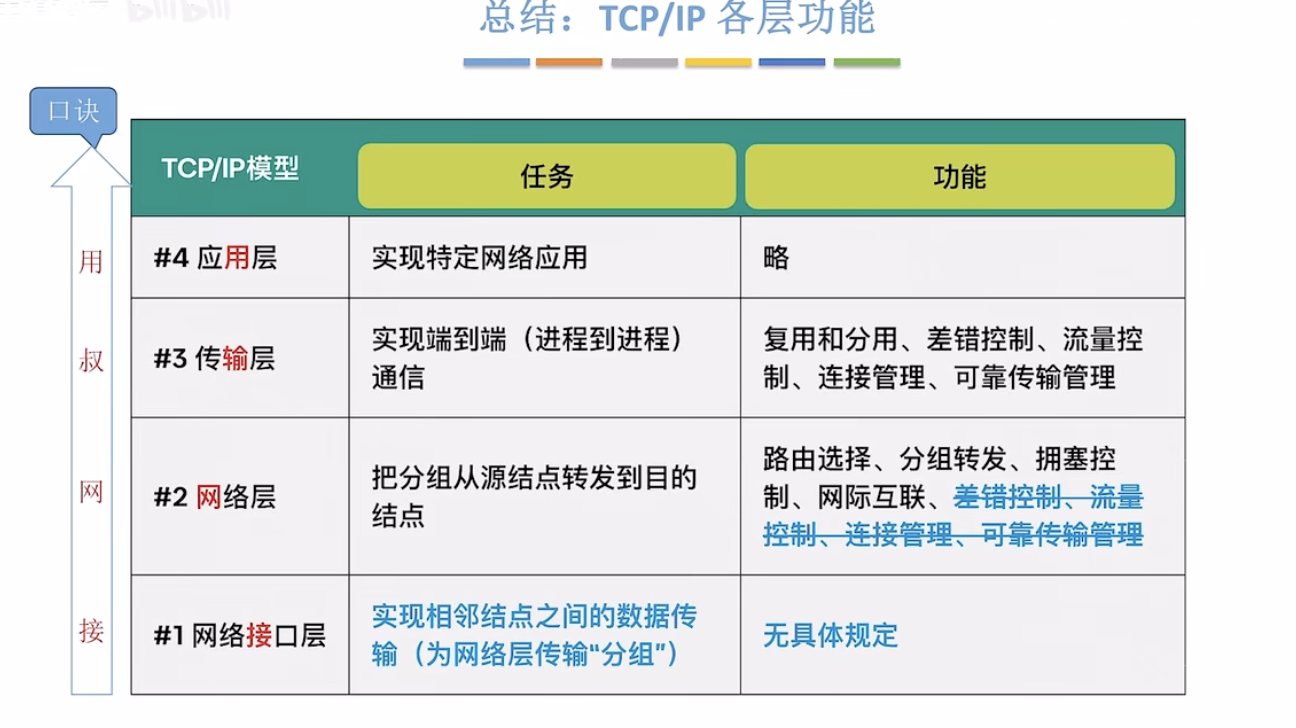 bilibili
总结：TCP/IP 各层功能
口诀
TCP/IP模型
任务
功能
用
#4 应用层
实现特定网络应用
略
叔
#3 传输层
实现端到端（进程到进程）
通信
复用和分用、差错控制、流量控
制、连接管理、可靠传输管理
网
#2 网络层
把分组从源结点转发到目的
结点
路由选择、分组转发、拥塞控
制、网际互联、差错控制、流量
控制、连接管理、可靠传输管理
接
#1 网络接口层
实现相邻结点之间的数据传
输（为网络层传输“分组”）
无具体规定